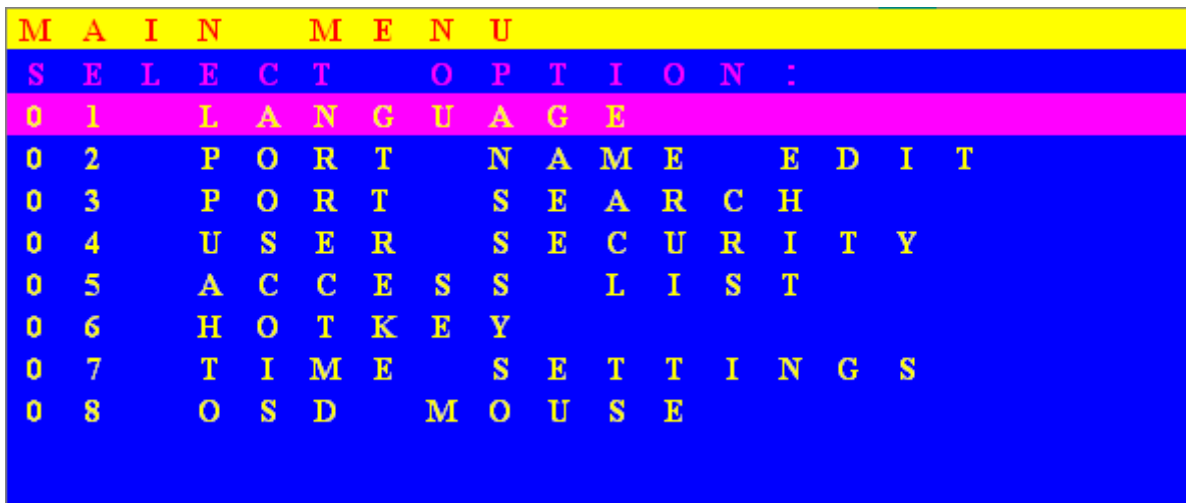 MAIN MENU
SELECT OPTION:
01 LANGUAGE
02 PORT NAME EDIT
03 PORT SEARCH
04 USER SECURITY
05 ACCESS LIST
06 HOTKEY
07 TIME SETTINGS
08 OSD MOUSE